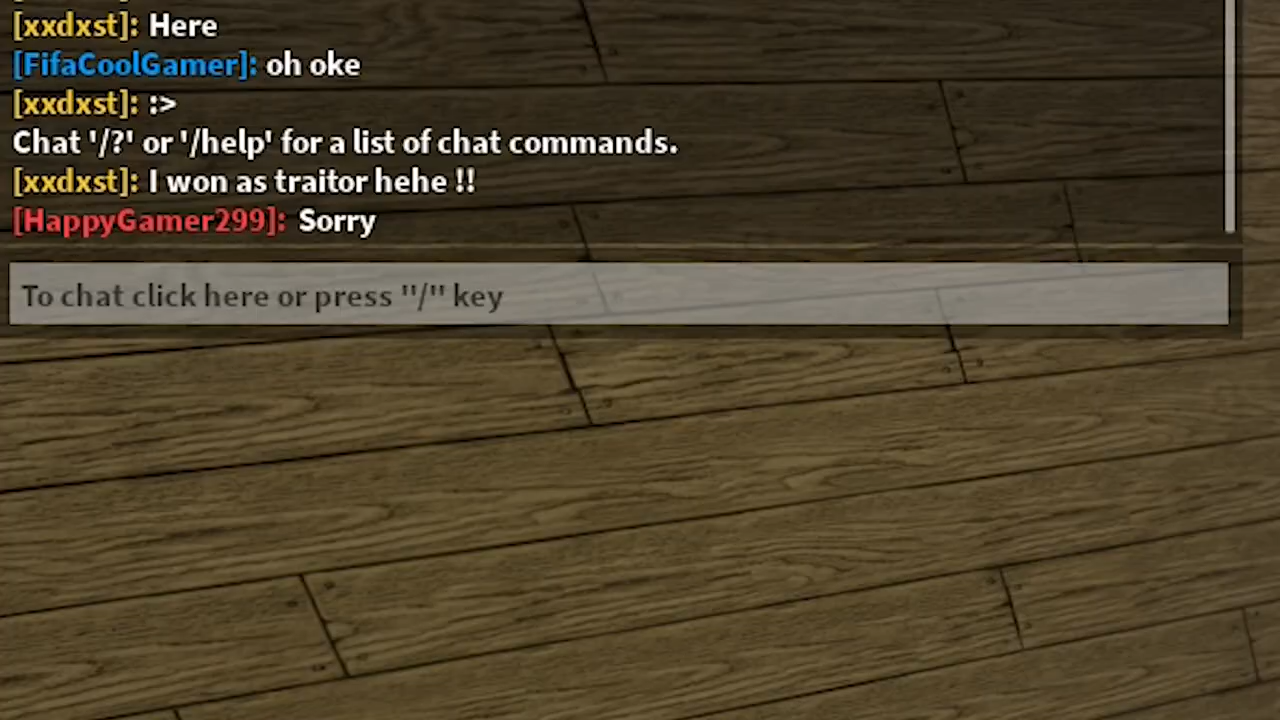 [xxdxst]: Here
[FifaCoolGamer]: oh oke
[xxdxst]: :>
Chat '/?' or '/help' for a list of chat commands.
[xxdxst]: I won as traitor hehe !!
[HappyGamer299]: Sorry
To chat click here or press "/" key